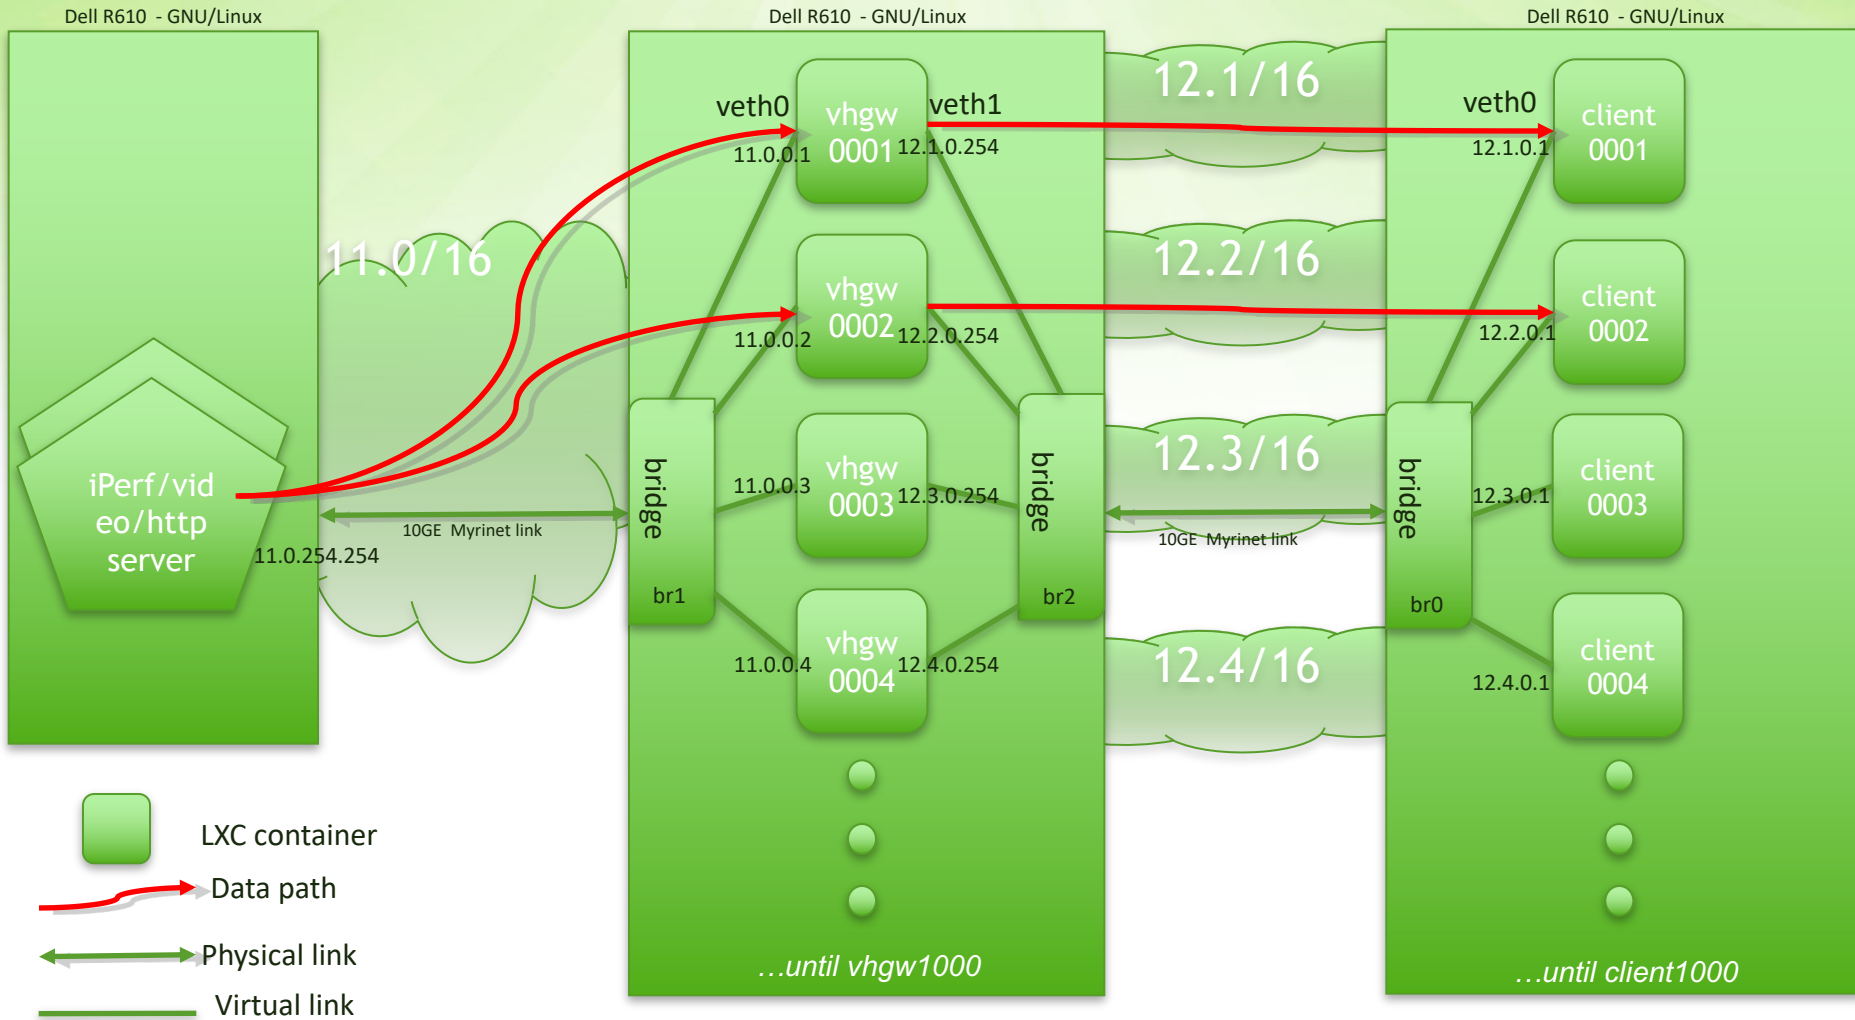 Dell R610 - GNU/Linux
Dell R610 - GNU/Linux
Dell R610 - GNU/Linux
11.0/16
iPerf/vid
eo/http
server
11.0.254.254
10GE Myrinet link
veth0
vhgw
0001
veth1
11.0.0.1
12.1.0.254
vhgw
0002
11.0.0.2
12.2.0.254
vhgw
0003
11.0.0.3
12.3.0.254
vhgw
0004
11.0.0.4
12.4.0.254
bridge
br1
bridge
br2
...until vhgw1000
12.1/16
12.2/16
12.3/16
10GE Myrinet link
12.4/16
veth0
client
0001
12.1.0.1
client
0002
12.2.0.1
client
0003
12.3.0.1
client
0004
12.4.0.1
bridge
br0
...until client1000
LXC container
Data path
Physical link
Virtual link